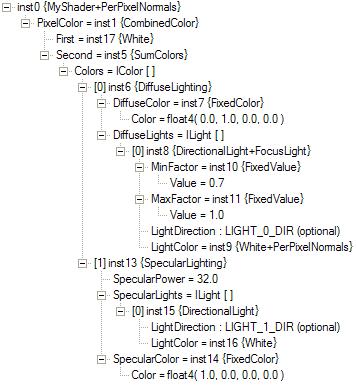 inst0 {MyShader+PerPixelNormals}
PixelColor = inst1 {CombinedColor}
First = inst17 {White}
Second = inst5 {SumColors}
Colors = IColor [ ]
[0] inst6 {DiffuseLighting}
DiffuseColor = inst7 {FixedColor}
Color = float4( 0.0, 1.0, 0.0, 0.0 )
DiffuseLights = ILight [ ]
[0] inst8 {DirectionalLight+FocusLight}
MinFactor = inst10 {FixedValue}
Value = 0.7
MaxFactor = inst11 {FixedValue}
Value = 1.0
LightDirection : LIGHT_0_DIR (optional)
LightColor = inst9 {White+PerPixelNormals}
[1] inst13 {SpecularLighting}
SpecularPower = 32.0
SpecularLights = ILight [ ]
[0] inst15 {DirectionalLight}
LightDirection : LIGHT_1_DIR (optional)
LightColor = inst16 {White}
SpecularColor = inst14 {FixedColor}
Color = float4( 1.0, 0.0, 0.0, 0.0 )